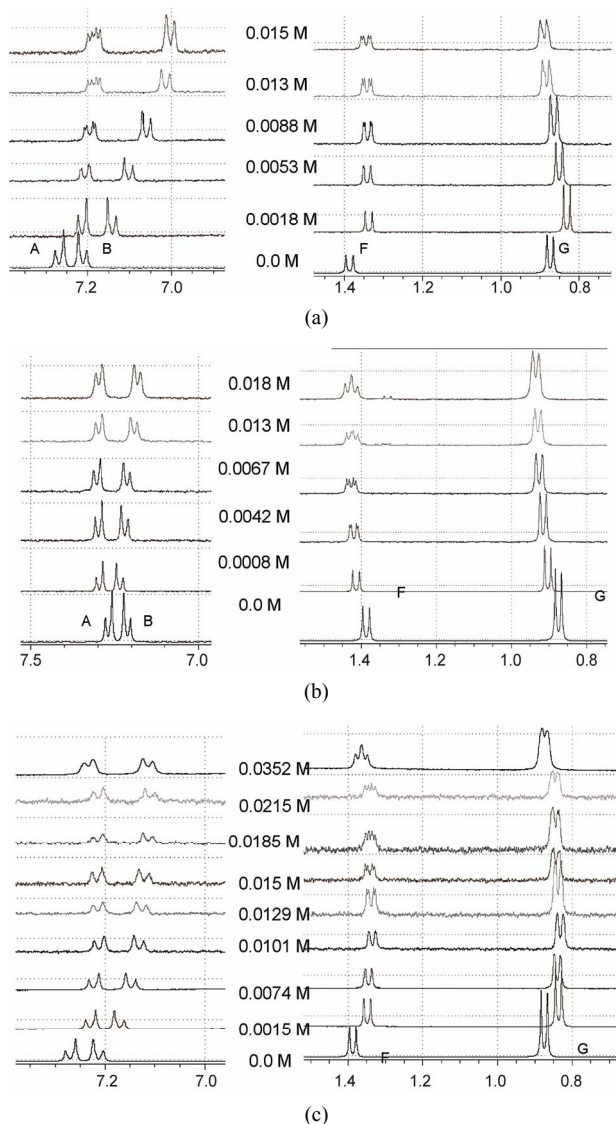 0.015 M
0.013 M
0.0088 M
0.0053 M
0.0018 M
A B 0.0 M F G
7.2 7.0 1.4 1.2 1.0 0.8
(a)
0.018 M
0.013 M
0.0067 M
0.0042 M
0.0008 M
F
0.0 M G
A B
7.5 7.0 1.4 1.2 1.0 0.8
(b)
0.0352 M
0.0215 M
0.0185 M
0.015 M
0.0129 M
0.0101 M
0.0074 M
0.0015 M
0.0 M F G
7.2 7.0 1.4 1.2 1.0 0.8
(c)